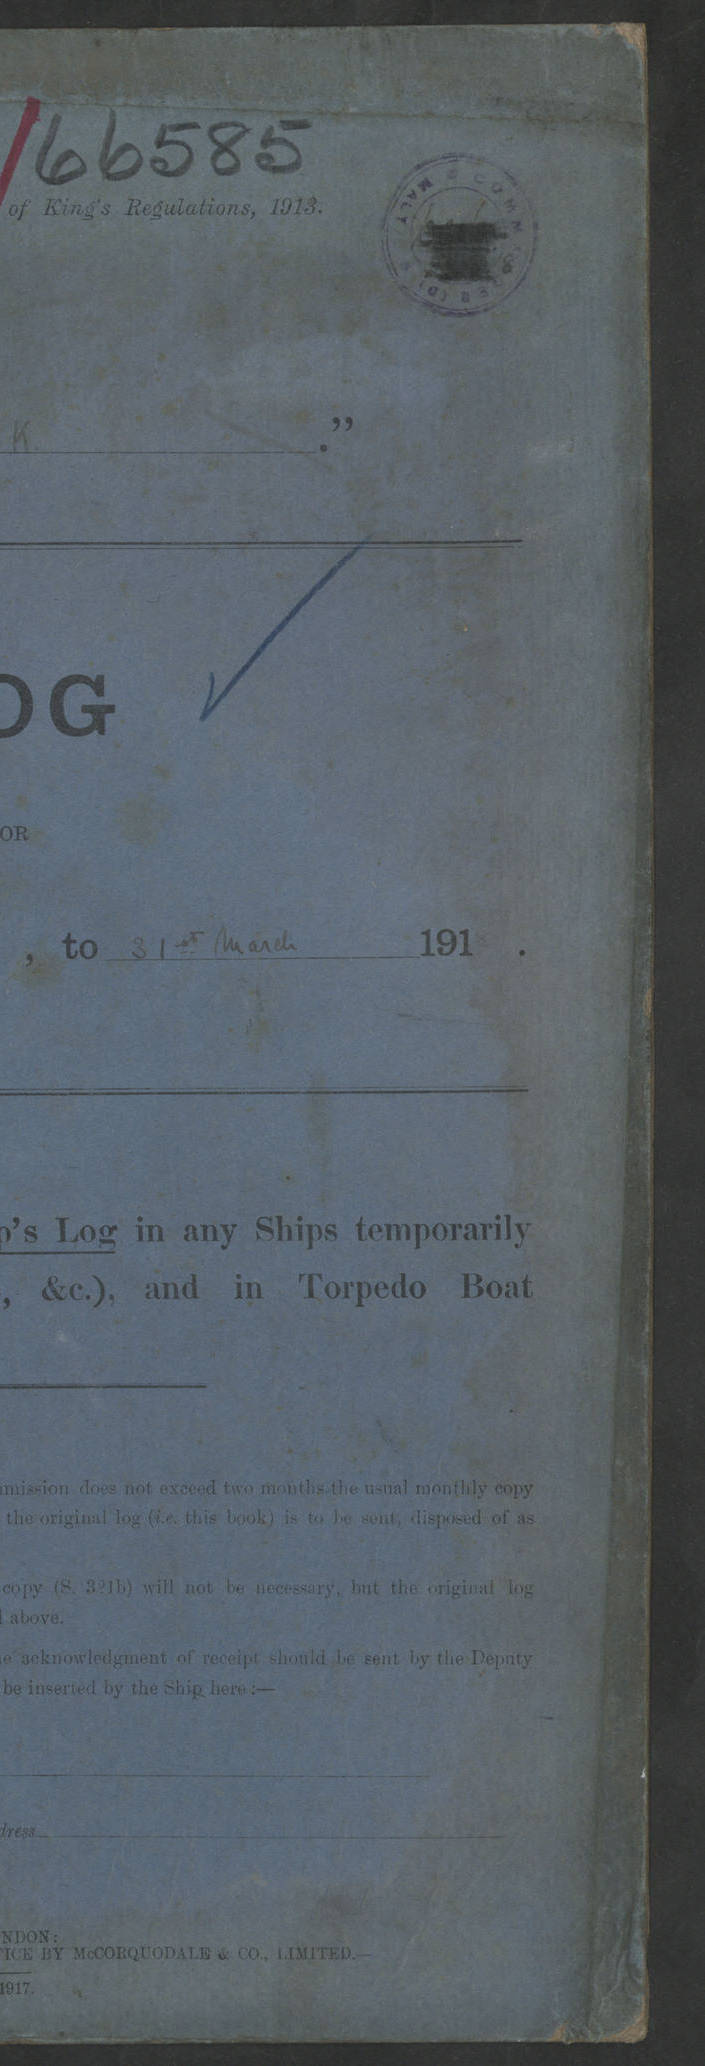 /66585
of King's Regulations, 1913.
K.
."
OG
OR
, to 31st March 191 .
p's Log in any Ships temporarily
, &c.), and in Torpedo Boat
mmission does not exceed two months the usual monthly copy
the original log (i.e. this book) is to be sent, disposed of as
copy (S. 321b) will not be necessary, but the original log
d above.
he acknowledgment of receipt should be sent by the Deputy
be inserted by the Ship here :—
dress
NDON:
FICE BY McCORQUODALE & CO., LIMITED.—
1917.